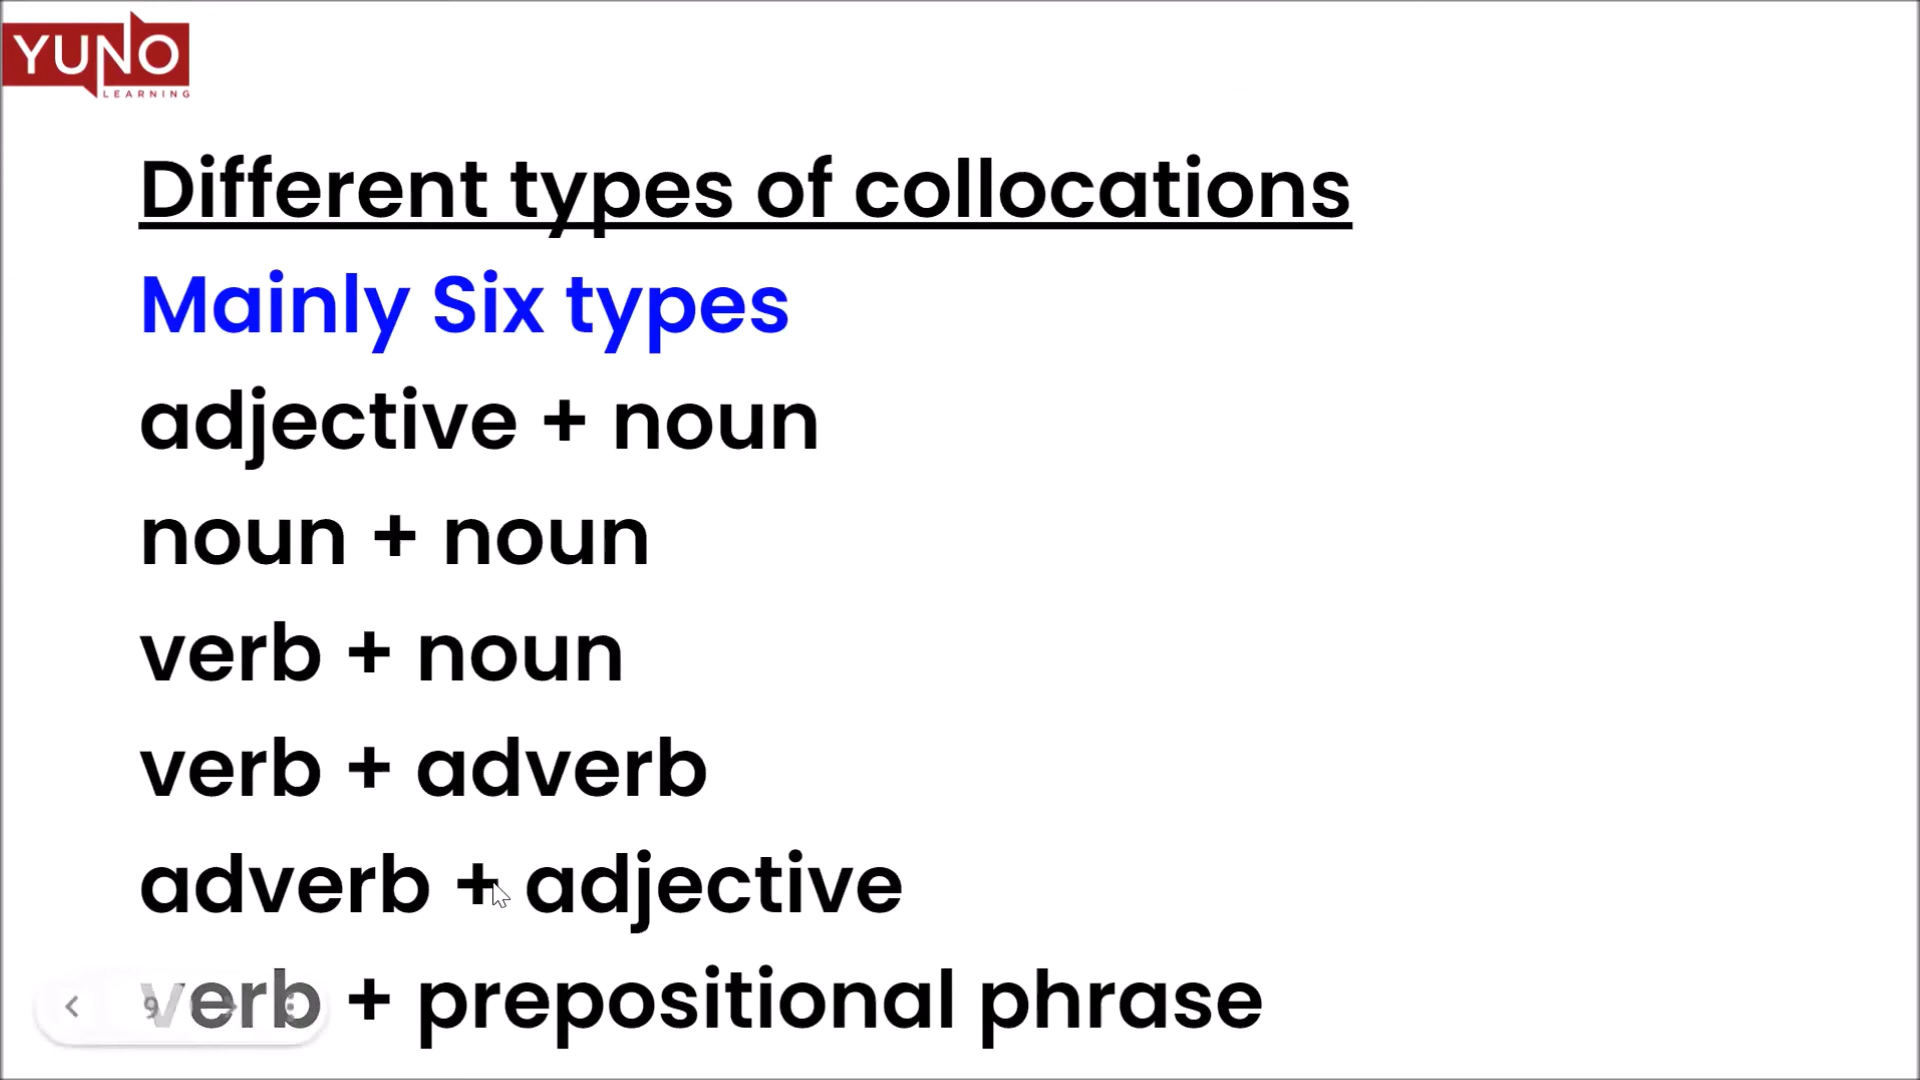 YUNO
LEARNING
Different types of collocations
Mainly Six types
adjective + noun
noun + noun
verb + noun
verb + adverb
adverb + adjective
verb + prepositional phrase
9